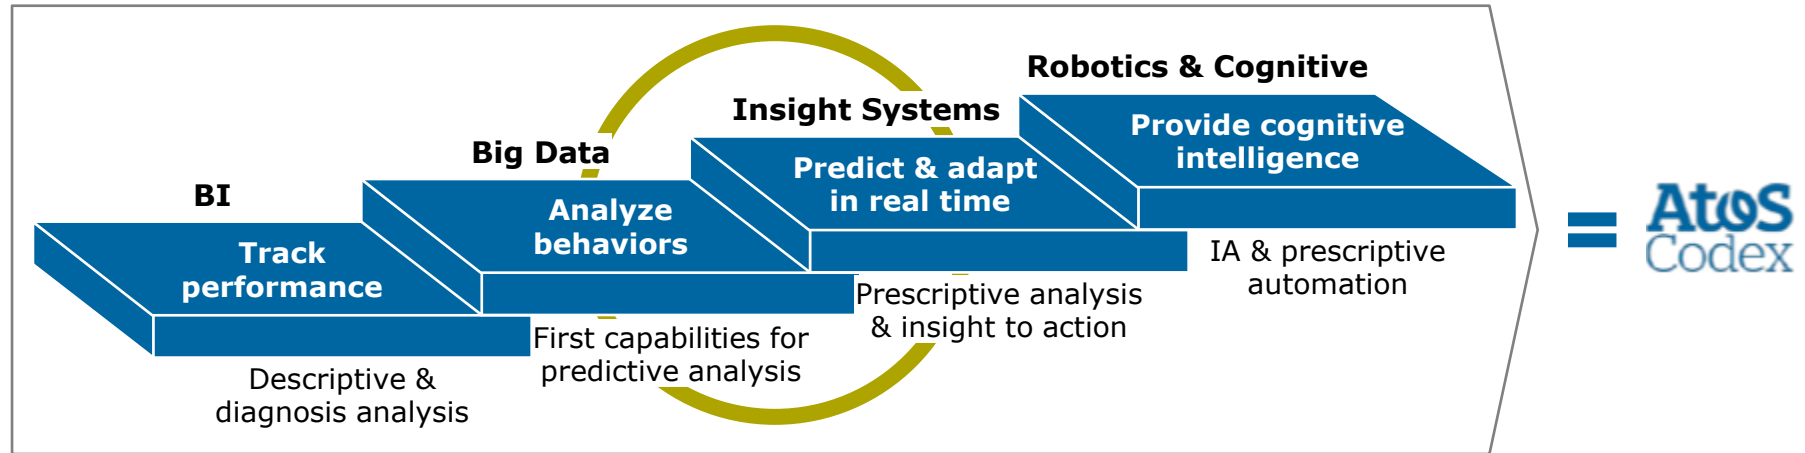 BI
Track
performance
Descriptive &
diagnosis analysis
Big Data
Analyze
behaviors
First capabilities for
predictive analysis
Insight Systems
Predict & adapt
in real time
Prescriptive analysis
& insight to action
Robotics & Cognitive
Provide cognitive
intelligence
IA & prescriptive
automation
=
Atos
Codex